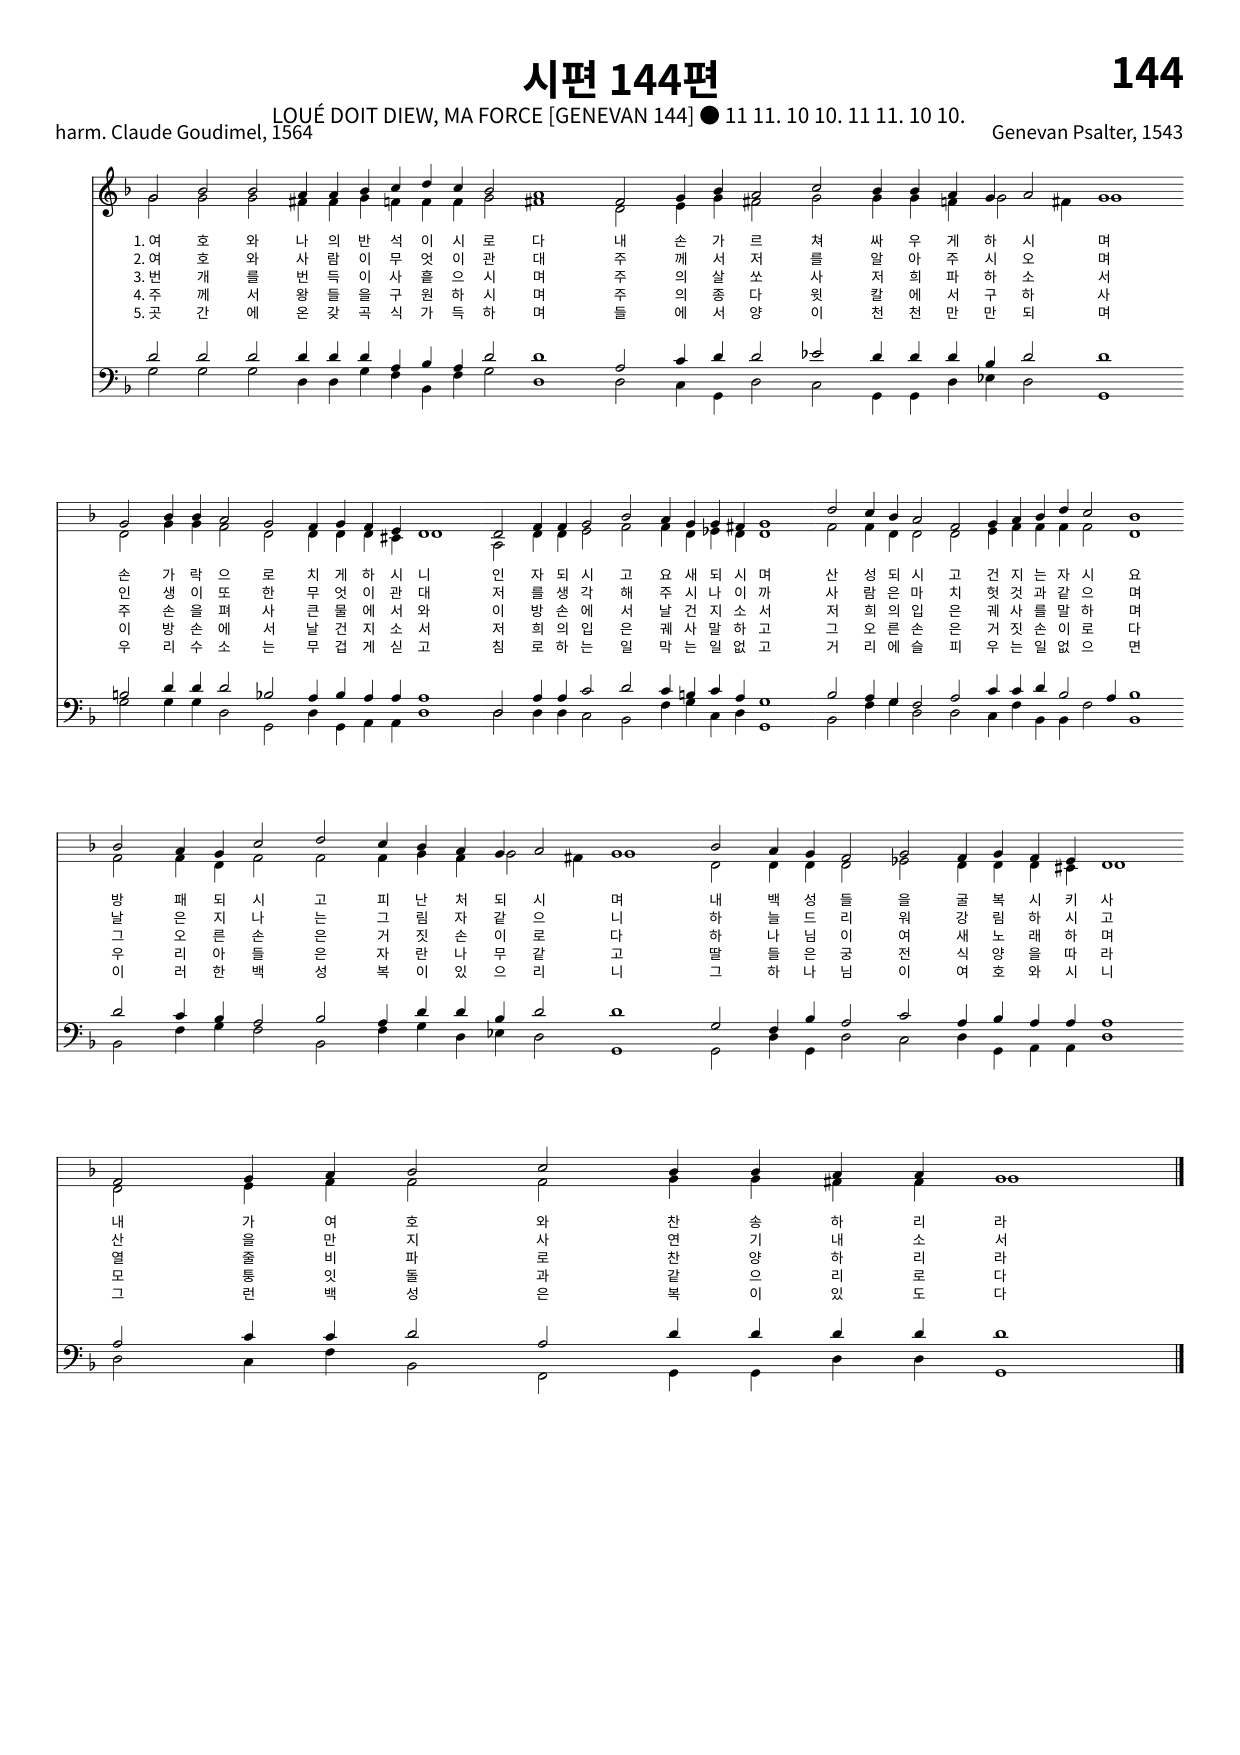 시편 144편
144
LOUÉ DOIT DIEW, MA FORCE [GENEVAN 144] ● 11 11. 10 10. 11 11. 10 10.
harm. Claude Goudimel, 1564
Genevan Psalter, 1543
1. 여 호 와 나 의 반 석 이 시 로 다 내 손 가 르 쳐 싸 우 게 하 시 며
2. 여 호 와 사 람 이 무 엇 이 관 대 주 께 서 저 를 알 아 주 시 오 며
3. 번 개 를 번 득 이 사 흩 으 시 며 주 의 살 쏘 사 저 희 파 하 소 서
4. 주 께 서 왕 들 을 구 원 하 시 며 주 의 종 다 윗 칼 에 서 구 하 사
5. 곳 간 에 온 갖 곡 식 가 득 하 며 들 에 서 양 이 천 천 만 만 되 며
손 가 락 으 로 치 게 하 시 니 인 자 되 시 고 요 새 되 시 며 산 성 되 시 고 건 지 는 자 시 요
인 생 이 또 한 무 엇 이 관 대 저 를 생 각 해 주 시 나 이 까 사 람 은 마 치 헛 것 과 같 으 며
주 손 을 펴 사 큰 물 에 서 와 이 방 손 에 서 날 건 지 소 서 저 희 의 입 은 궤 사 를 말 하 며
이 방 손 에 서 날 건 지 소 서 저 희 의 입 은 궤 사 말 하 고 그 오 른 손 은 거 짓 손 이 로 다
우 리 수 소 는 무 겁 게 싣 고 침 로 하 는 일 막 는 일 없 고 거 리 에 슬 피 우 는 일 없 으 면
방 패 되 시 고 피 난 처 되 시 며 내 백 성 들 을 굴 복 시 키 사
날 은 지 나 는 그 림 자 같 으 니 하 늘 드 리 워 강 림 하 시 고
그 오 른 손 은 거 짓 손 이 로 다 하 나 님 이 여 새 노 래 하 며
우 리 아 들 은 자 란 나 무 같 고 딸 들 은 궁 전 식 양 을 따 라
이 러 한 백 성 복 이 있 으 리 니 그 하 나 님 이 여 호 와 시 니
내 가 여 호 와 찬 송 하 리 라
산 을 만 지 사 연 기 내 소 서
열 줄 비 파 로 찬 양 하 리 라
모 퉁 잇 돌 과 같 으 리 로 다
그 런 백 성 은 복 이 있 도 다